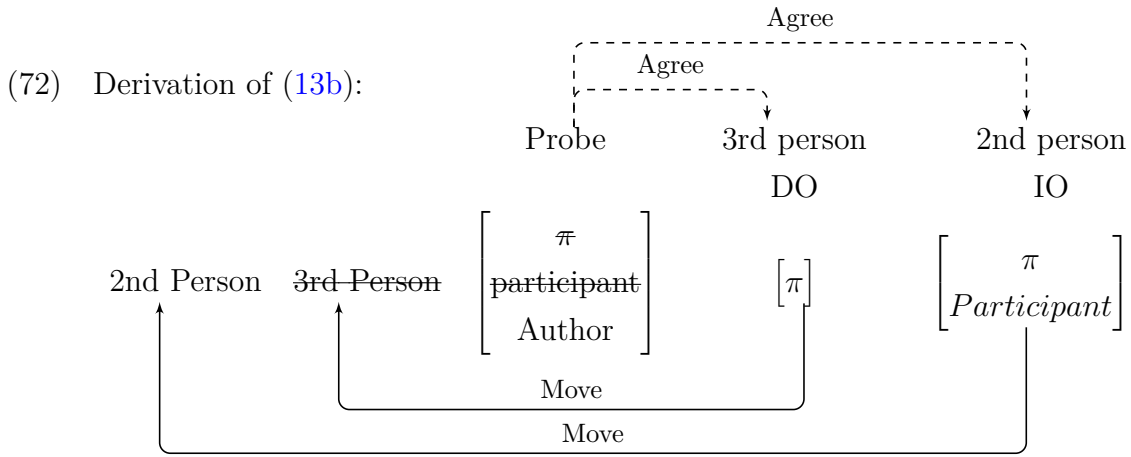 Agree
Agree
(72) Derivation of (13b):
Probe 3rd person 2nd person
DO IO
2nd Person 3rd Person π participant Author [π] π Participant
Move
Move